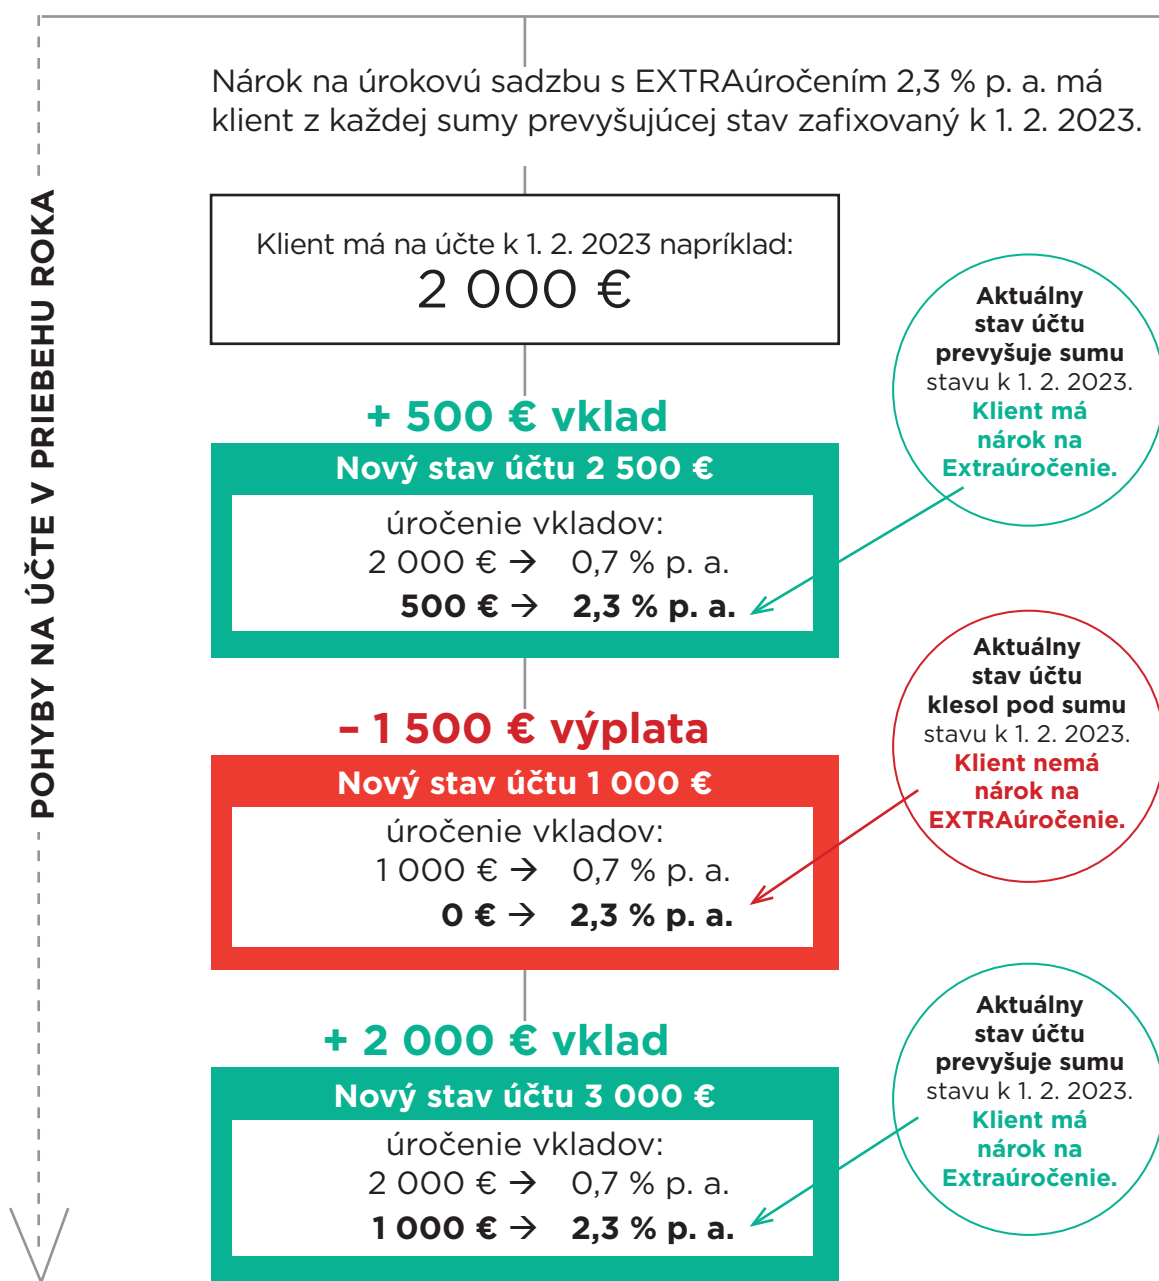 Nárok na úrokovú sadzbu s EXTRAúročením 2,3 % p. a. má
klient z každej sumy prevyšujúcej stav zafixovaný k 1. 2. 2023.
POHYBY NA ÚČTE V PRIEBEHU ROKA
Klient má na účte k 1. 2. 2023 napríklad:
2 000 €
+ 500 € vklad
Nový stav účtu 2 500 €
úročenie vkladov:
2 000 € → 0,7 % p. a.
500 € → 2,3 % p. a.
Aktuálny
stav účtu
prevyšuje sumu
stavu k 1. 2. 2023.
Klient má
nárok na
Extraúročenie.
– 1 500 € výplata
Nový stav účtu 1 000 €
úročenie vkladov:
1 000 € → 0,7 % p. a.
0 € → 2,3 % p. a.
Aktuálny
stav účtu
klesol pod sumu
stavu k 1. 2. 2023.
Klient nemá
nárok na
EXTRAúročenie.
+ 2 000 € vklad
Nový stav účtu 3 000 €
úročenie vkladov:
2 000 € → 0,7 % p. a.
1 000 € → 2,3 % p. a.
Aktuálny
stav účtu
prevyšuje sumu
stavu k 1. 2. 2023.
Klient má
nárok na
Extraúročenie.